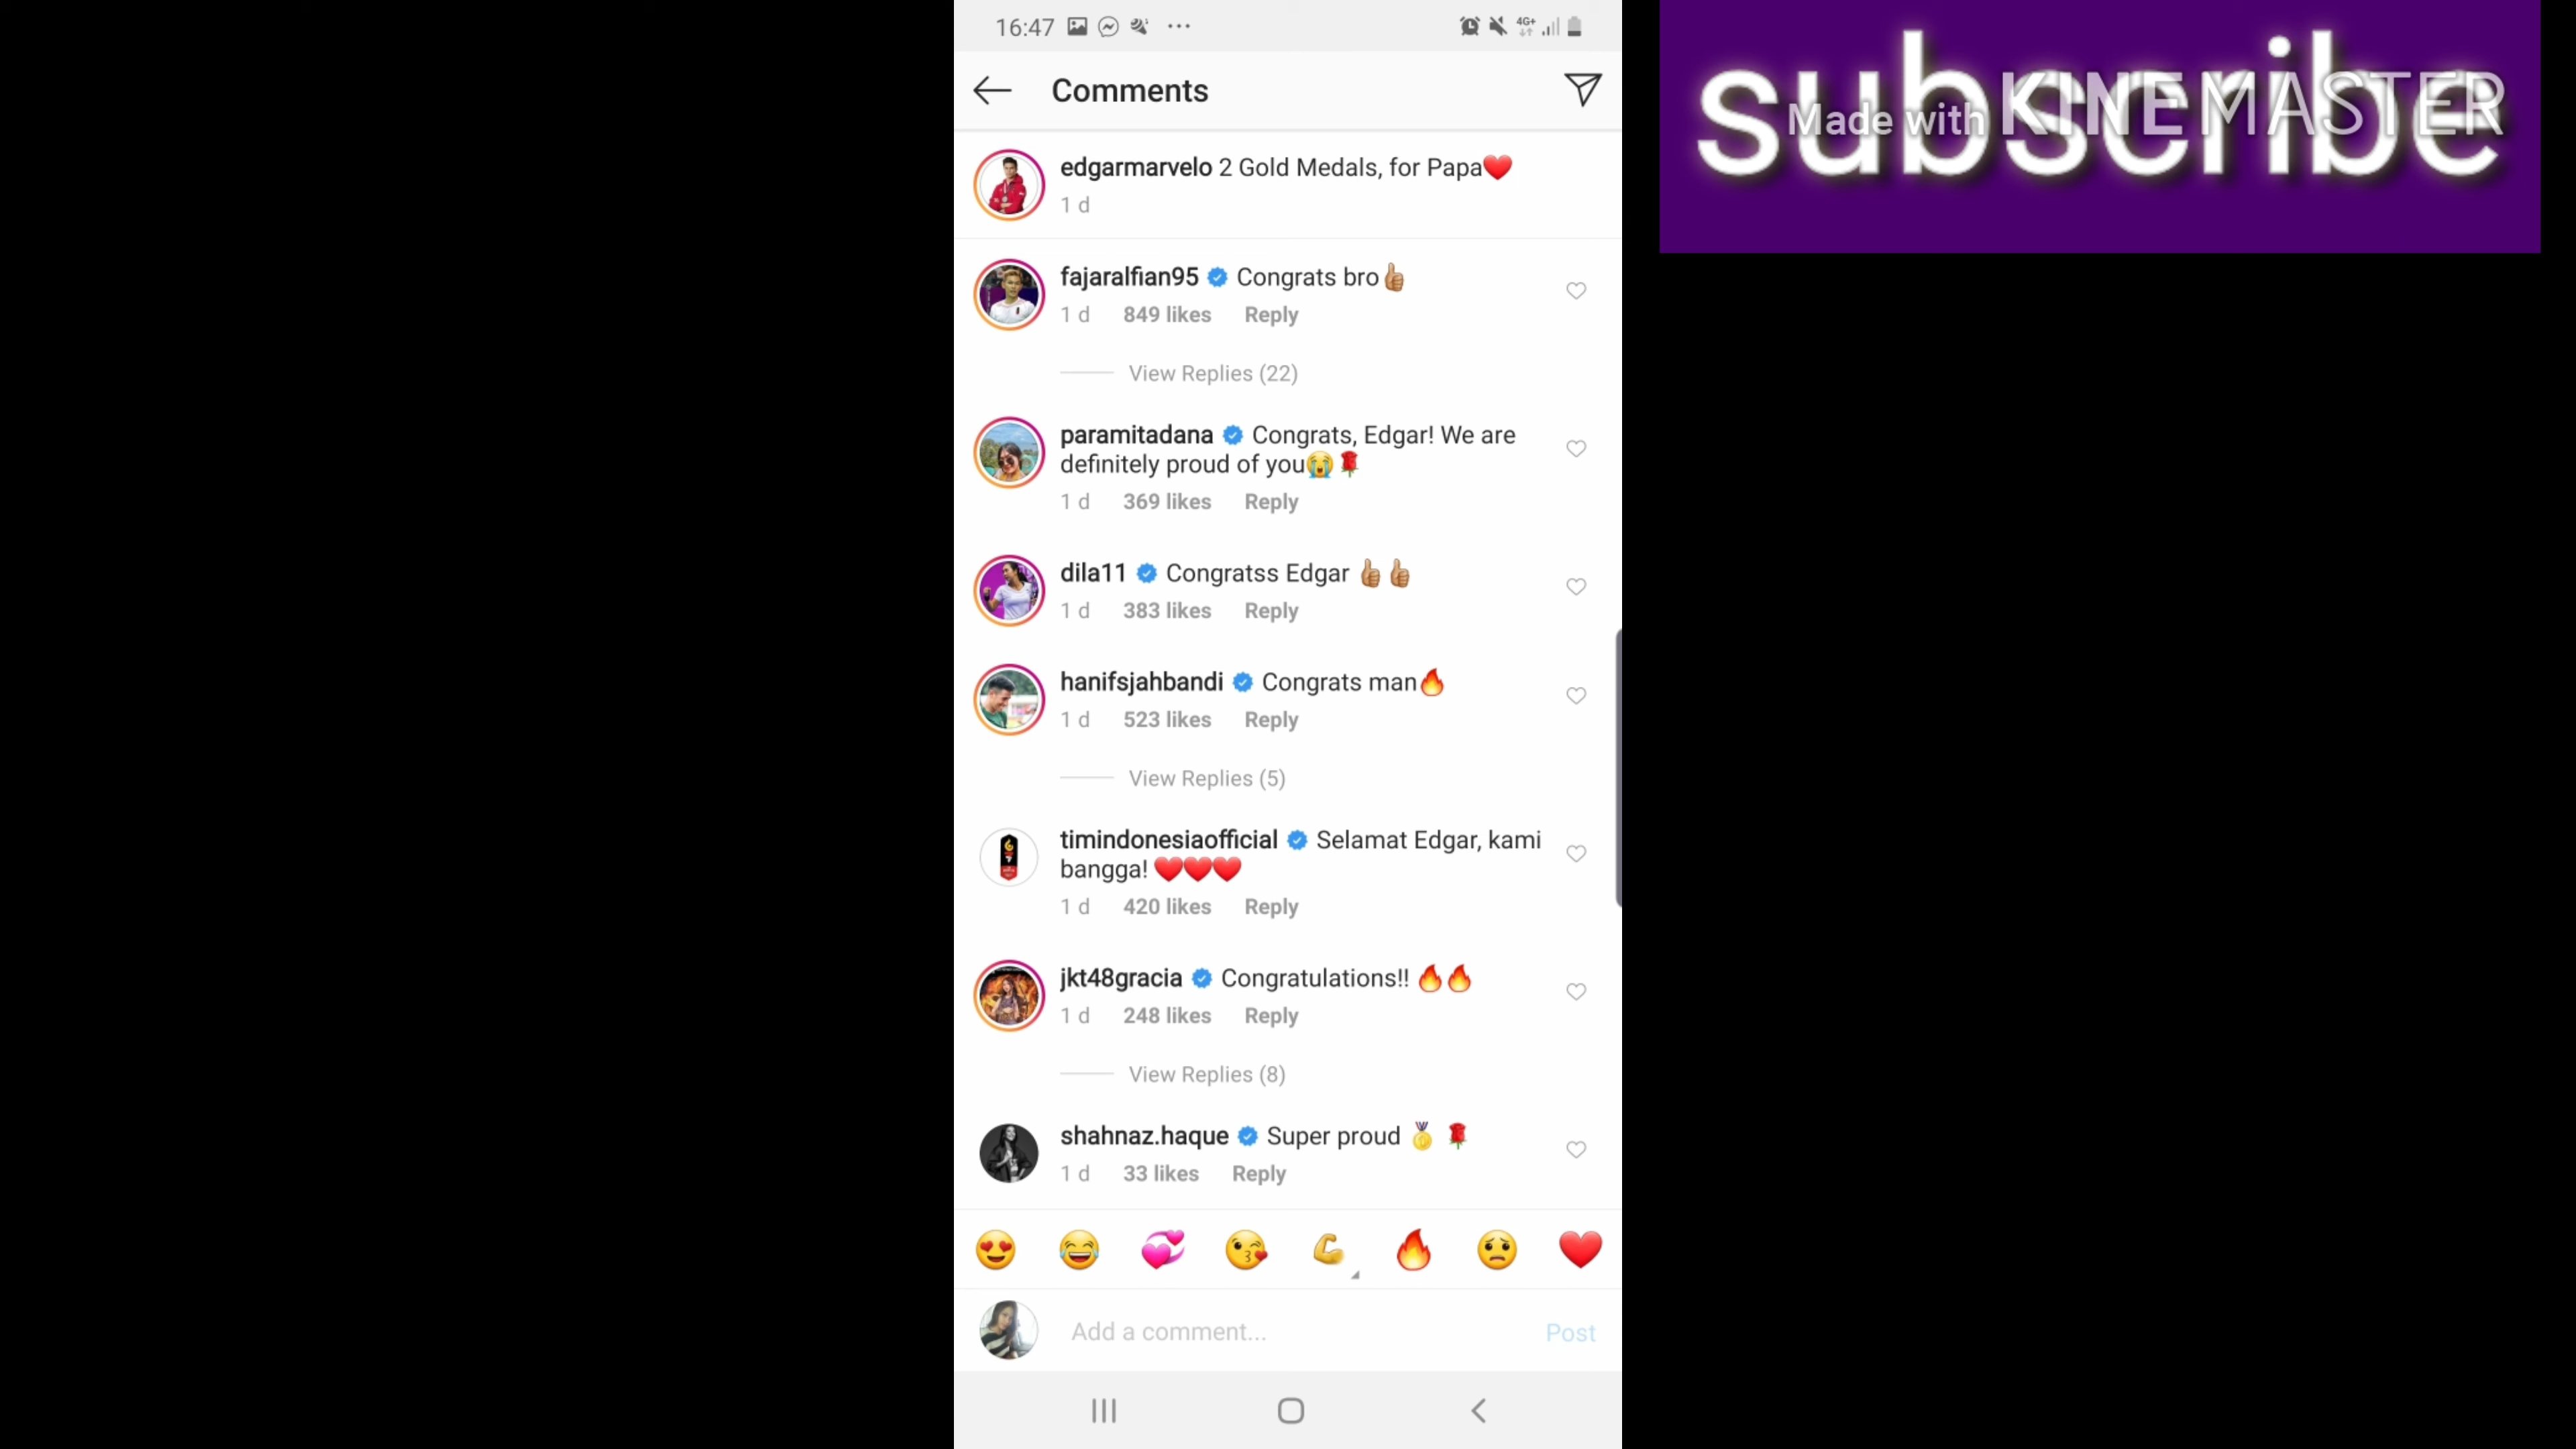 16:47
4G+
Comments
subscribe
Made with KINEMASTER
edgarmarvelo 2 Gold Medals, for Papa❤️
1 d
fajaralfian95 Congrats bro👍🏼
1 d 849 likes Reply
View Replies (22)
paramitadana Congrats, Edgar! We are
definitely proud of you😭🌹
1 d 369 likes Reply
dila11 Congratss Edgar 👍🏼👍🏼
1 d 383 likes Reply
hanifsjahbandi Congrats man🔥
1 d 523 likes Reply
View Replies (5)
timindonesiaofficial Selamat Edgar, kami
bangga! ❤️❤️❤️
1 d 420 likes Reply
jkt48gracia Congratulations!! 🔥🔥
1 d 248 likes Reply
View Replies (8)
shahnaz.haque Super proud 🏅 🌹
1 d 33 likes Reply
😍 😂 💞 😘 💪 🔥 😟 ❤️
Add a comment... Post